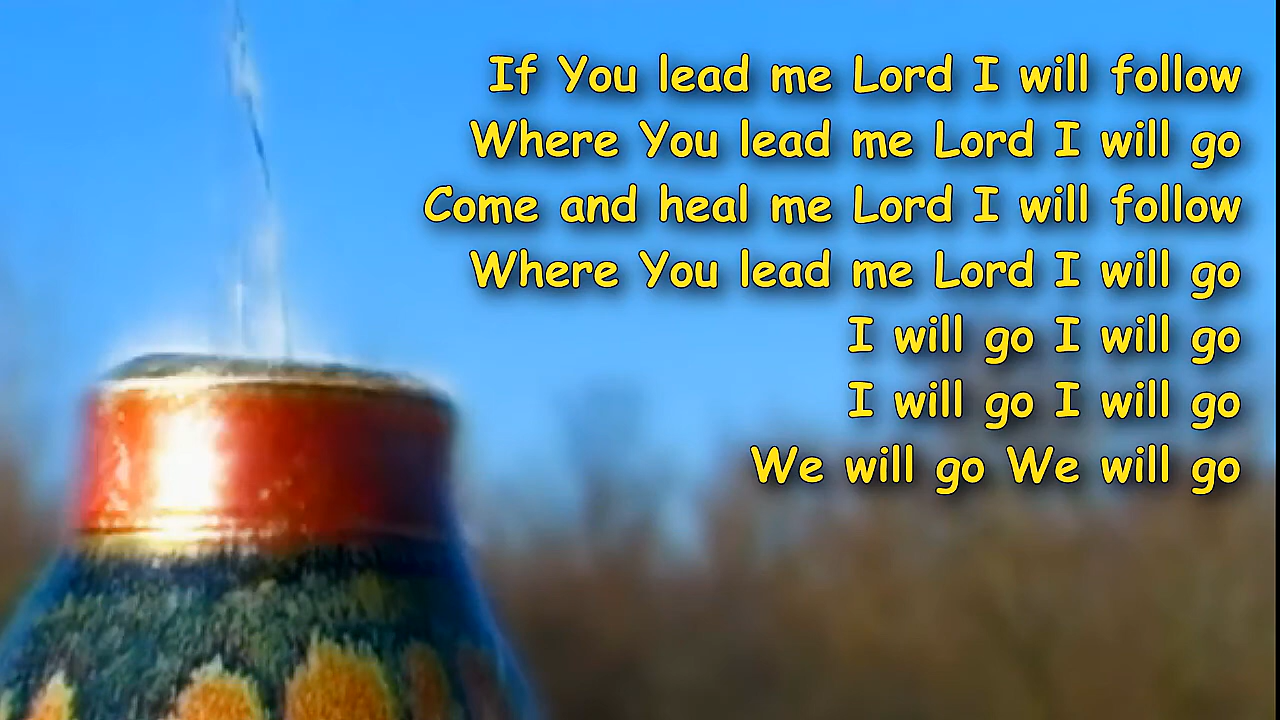 If You lead me Lord I will follow
Where You lead me Lord I will go
Come and heal me Lord I will follow
Where You lead me Lord I will go
I will go I will go
I will go I will go
We will go We will go